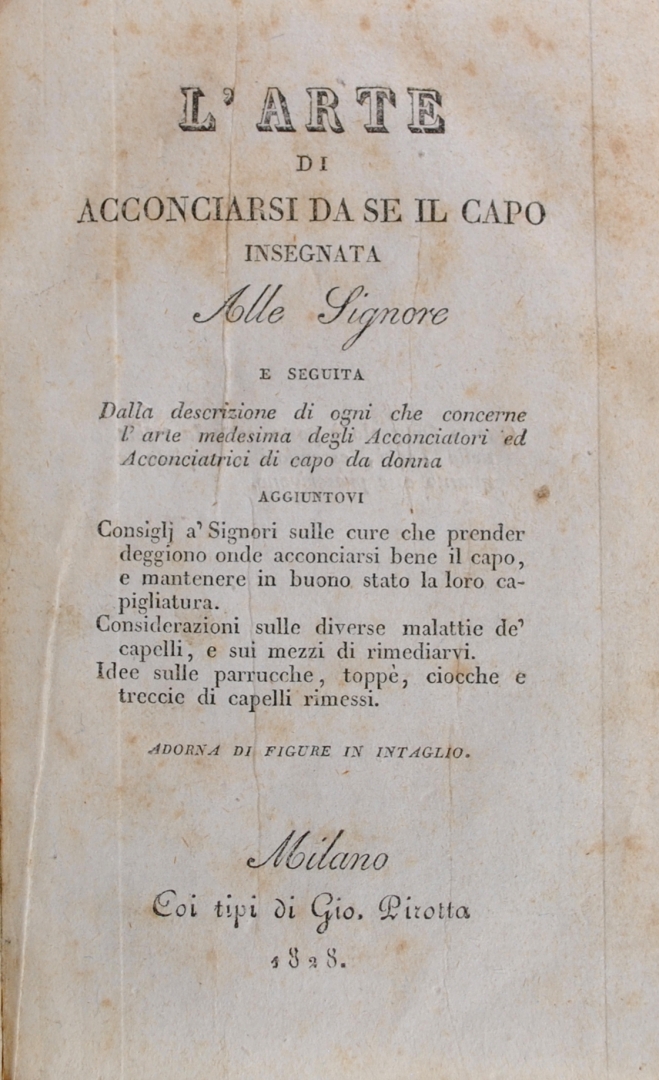 L' ARTE
DI
ACCONCIARSI DA SE IL CAPO
INSEGNATA
Alle Signore
E SEGUITA
Dalla descrizione di ogni che concerne
l' arte medesima degli Acconciatori ed
Acconciatrici di capo da donna
AGGIUNTOVI
Consiglj a' Signori sulle cure che prender
deggiono onde acconciarsi bene il capo,
e mantenere in buono stato la loro ca-
pigliatura.
Considerazioni sulle diverse malattie de'
capelli, e sui mezzi di rimediarvi.
Idee sulle parrucche, toppè, ciocche e
treccie di capelli rimessi.
ADORNA DI FIGURE IN INTAGLIO.
Milano
Coi tipi di Gio. Pirotta
1828.